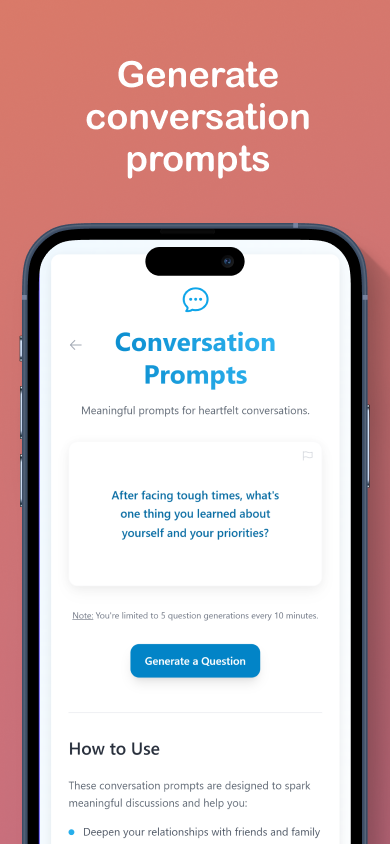 Generate
conversation
prompts
Conversation
Prompts
Meaningful prompts for heartfelt conversations.
After facing tough times, what's
one thing you learned about
yourself and your priorities?
Note: You're limited to 5 question generations every 10 minutes.
Generate a Question
How to Use
These conversation prompts are designed to spark
meaningful discussions and help you:
Deepen your relationships with friends and family